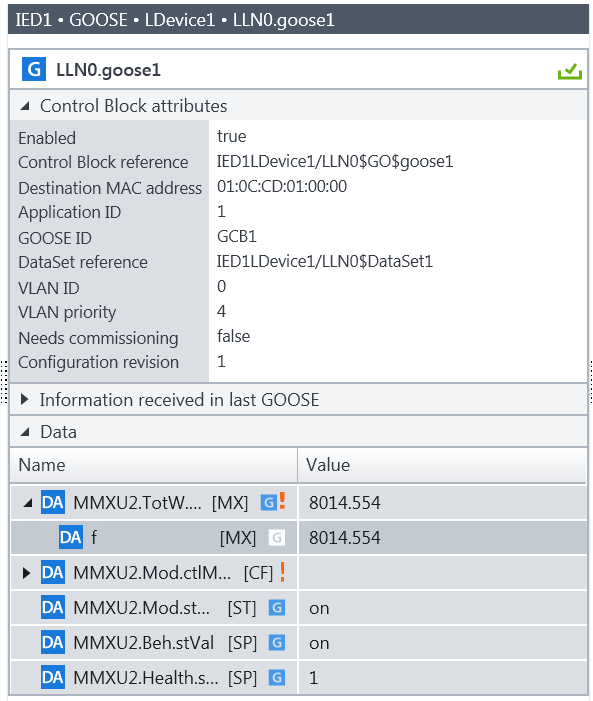 IED1 • GOOSE • LDevice1 • LLN0.goose1
G LLN0.goose1
Control Block attributes
Enabled true
Control Block reference IED1LDevice1/LLN0$GO$goose1
Destination MAC address 01:0C:CD:01:00:00
Application ID 1
GOOSE ID GCB1
DataSet reference IED1LDevice1/LLN0$DataSet1
VLAN ID 0
VLAN priority 4
Needs commissioning false
Configuration revision 1
Information received in last GOOSE
Data
Name Value
DA MMXU2.TotW.... [MX] G ! 8014.554
DA f [MX] G 8014.554
DA MMXU2.Mod.ctlM... [CF] !
DA MMXU2.Mod.st... [ST] G on
DA MMXU2.Beh.stVal [SP] G on
DA MMXU2.Health.s... [SP] G 1